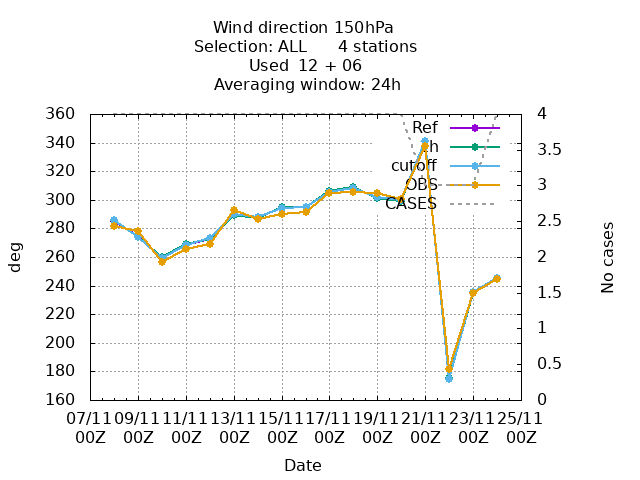 Wind direction 150hPa
Selection: ALL 4 stations
Used 12 + 06
Averaging window: 24h
360 340 320 300 280 260 240 220 200 180 160
deg
4 3.5 3 2.5 2 1.5 1 0.5 0
No cases
Ref
rh
cutoff
OBS
CASES
07/11 09/11 11/11 13/11 15/11 17/11 19/11 21/11 23/11 25/11
00Z 00Z 00Z 00Z 00Z 00Z 00Z 00Z 00Z 00Z
Date